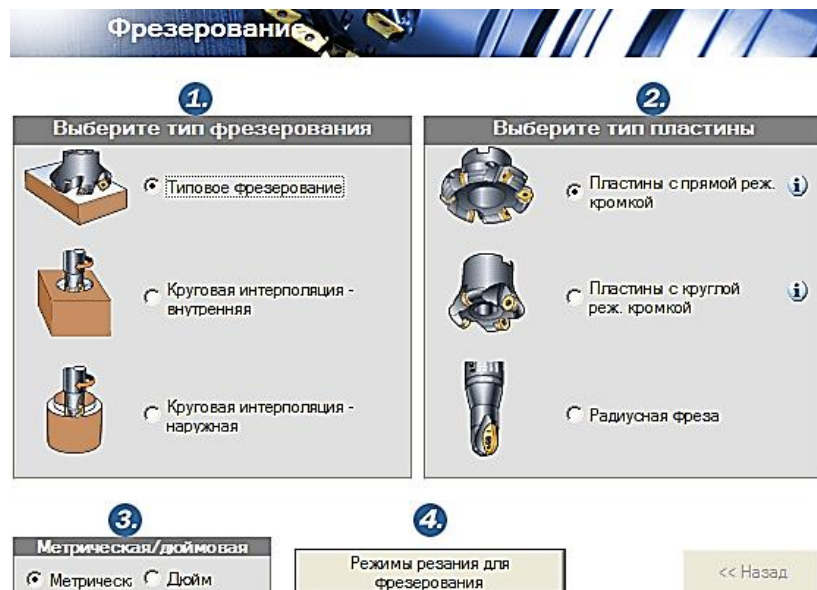 Фрезерование
1.
2.
Выберите тип фрезерования
Выберите тип пластины
Типовое фрезерование
Пластины с прямой реж.
кромкой
Круговая интерполяция -
внутренняя
Пластины с круглой
реж. кромкой
Круговая интерполяция -
наружная
Радиусная фреза
3.
4.
Метрическая/дюймовая
Метрическ
Дюйм
Режимы резания для
фрезерования
<< Назад